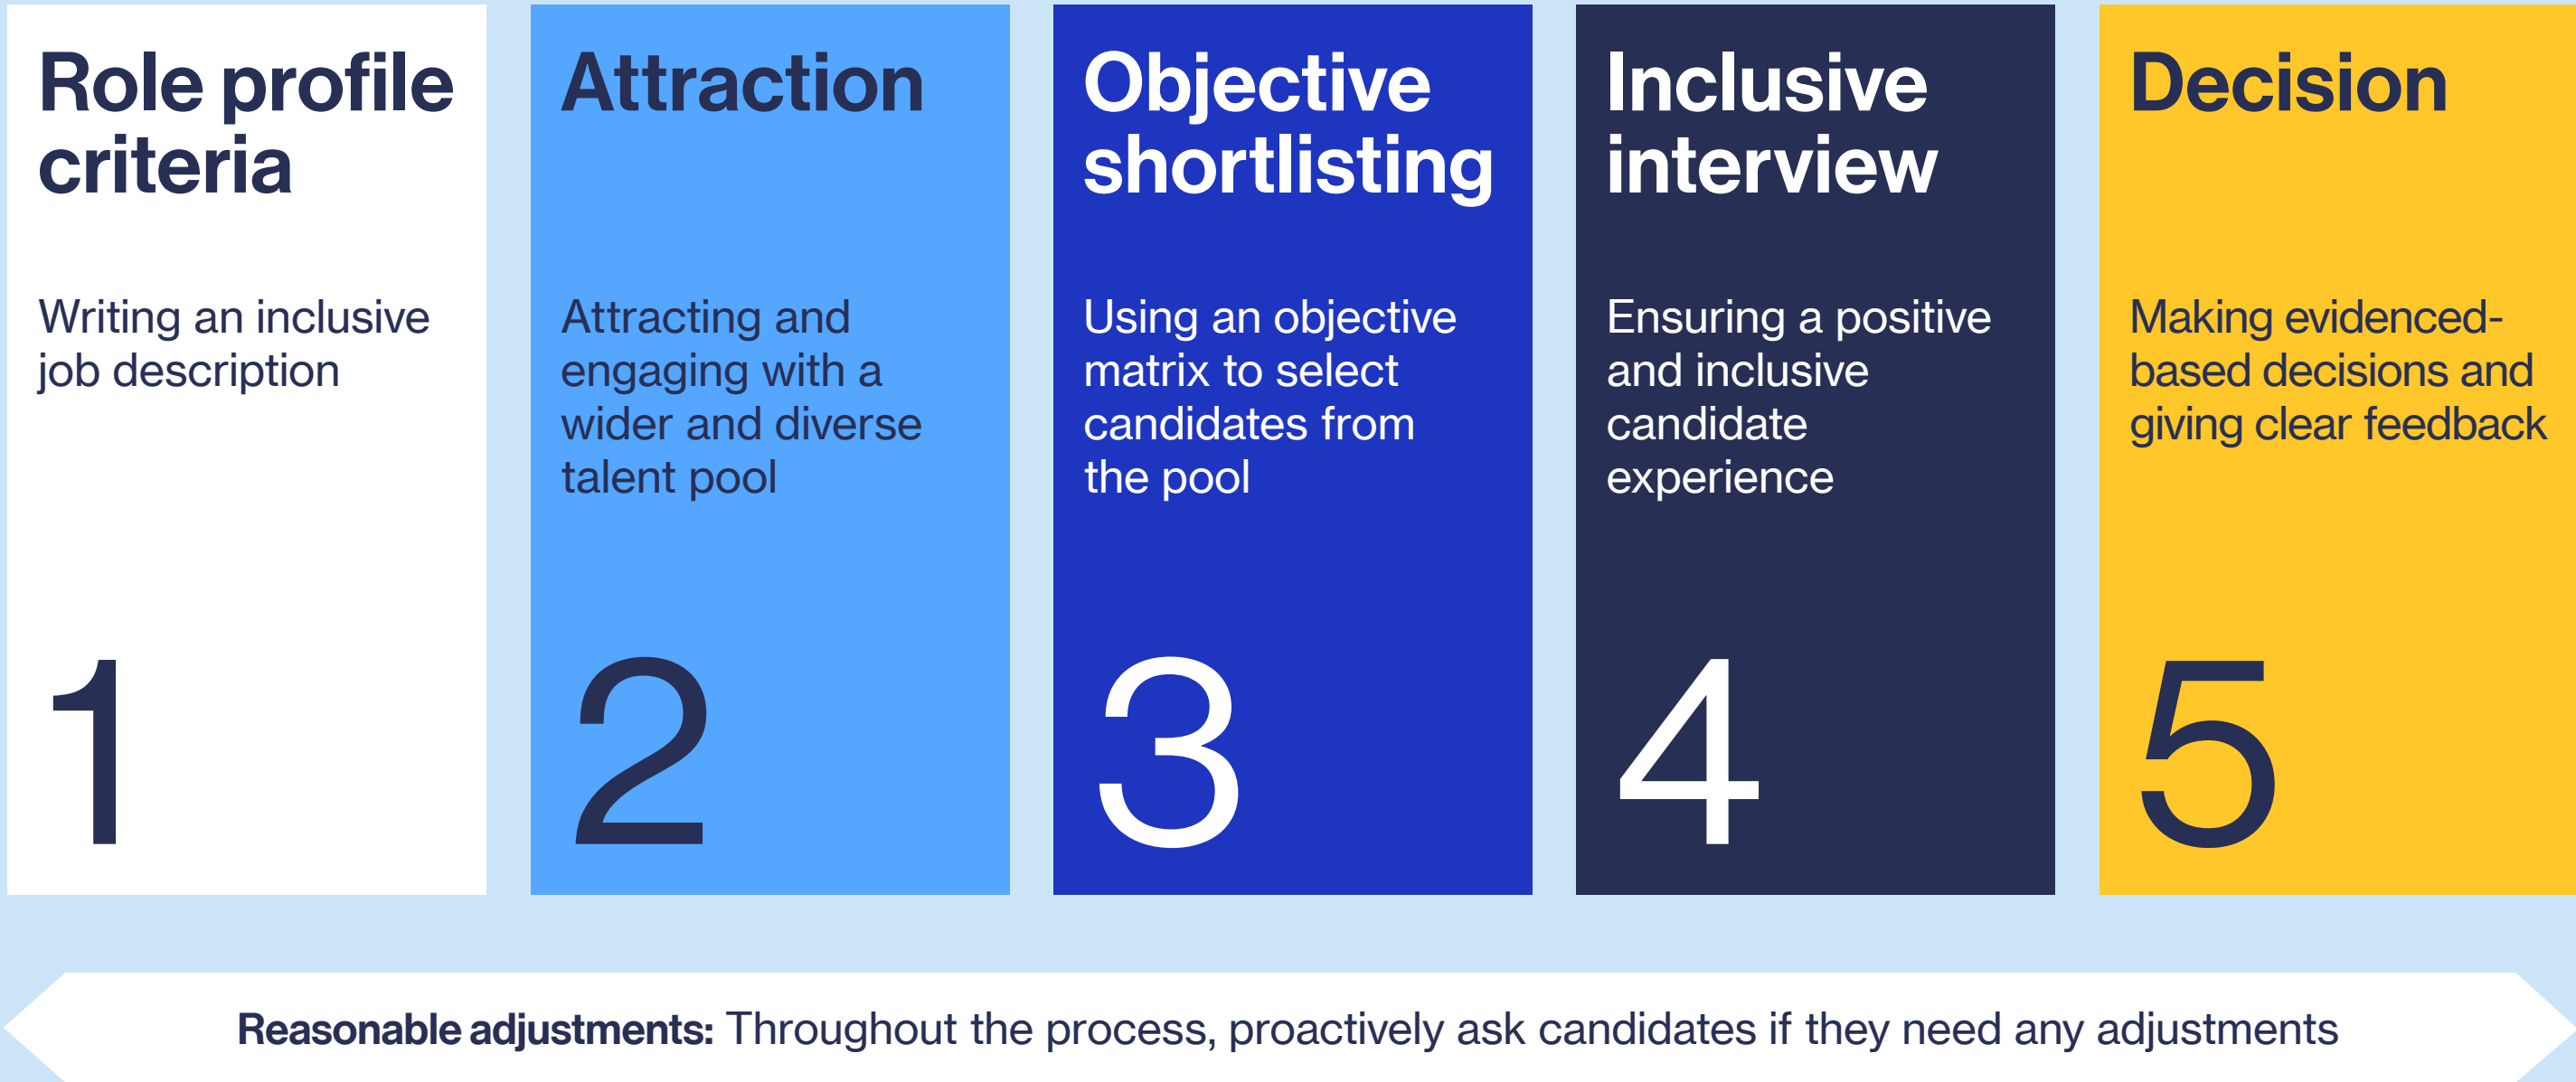 Role profile
criteria
Writing an inclusive
job description
1
Attraction
Attracting and
engaging with a
wider and diverse
talent pool
2
Objective
shortlisting
Using an objective
matrix to select
candidates from
the pool
3
Inclusive
interview
Ensuring a positive
and inclusive
candidate
experience
4
Decision
Making evidenced-
based decisions and
giving clear feedback
5
Reasonable adjustments: Throughout the process, proactively ask candidates if they need any adjustments